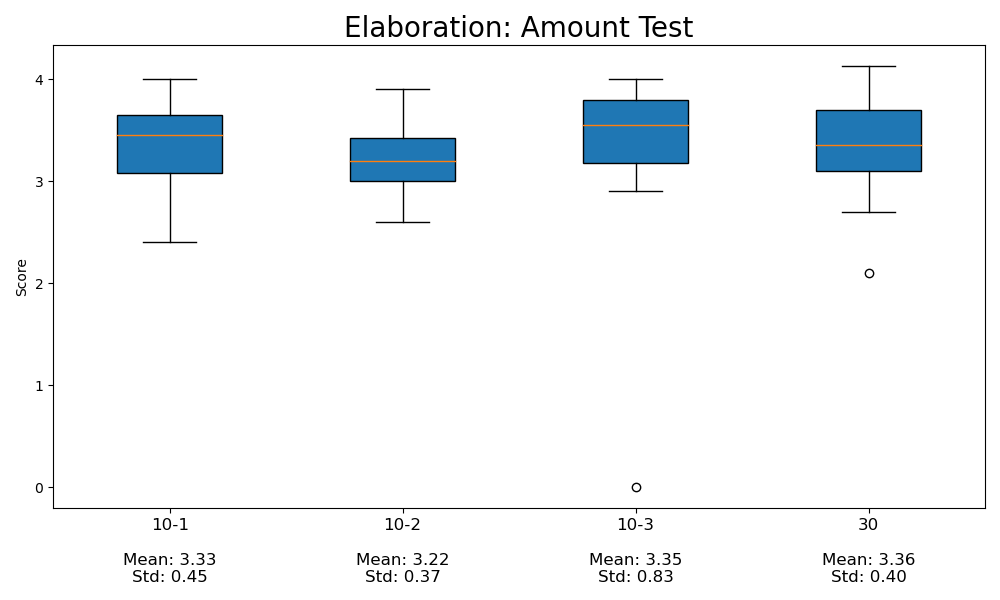 Elaboration: Amount Test
Score
4
3
2
1
0
10-1
10-2
10-3
30
Mean: 3.33
Std: 0.45
Mean: 3.22
Std: 0.37
Mean: 3.35
Std: 0.83
Mean: 3.36
Std: 0.40